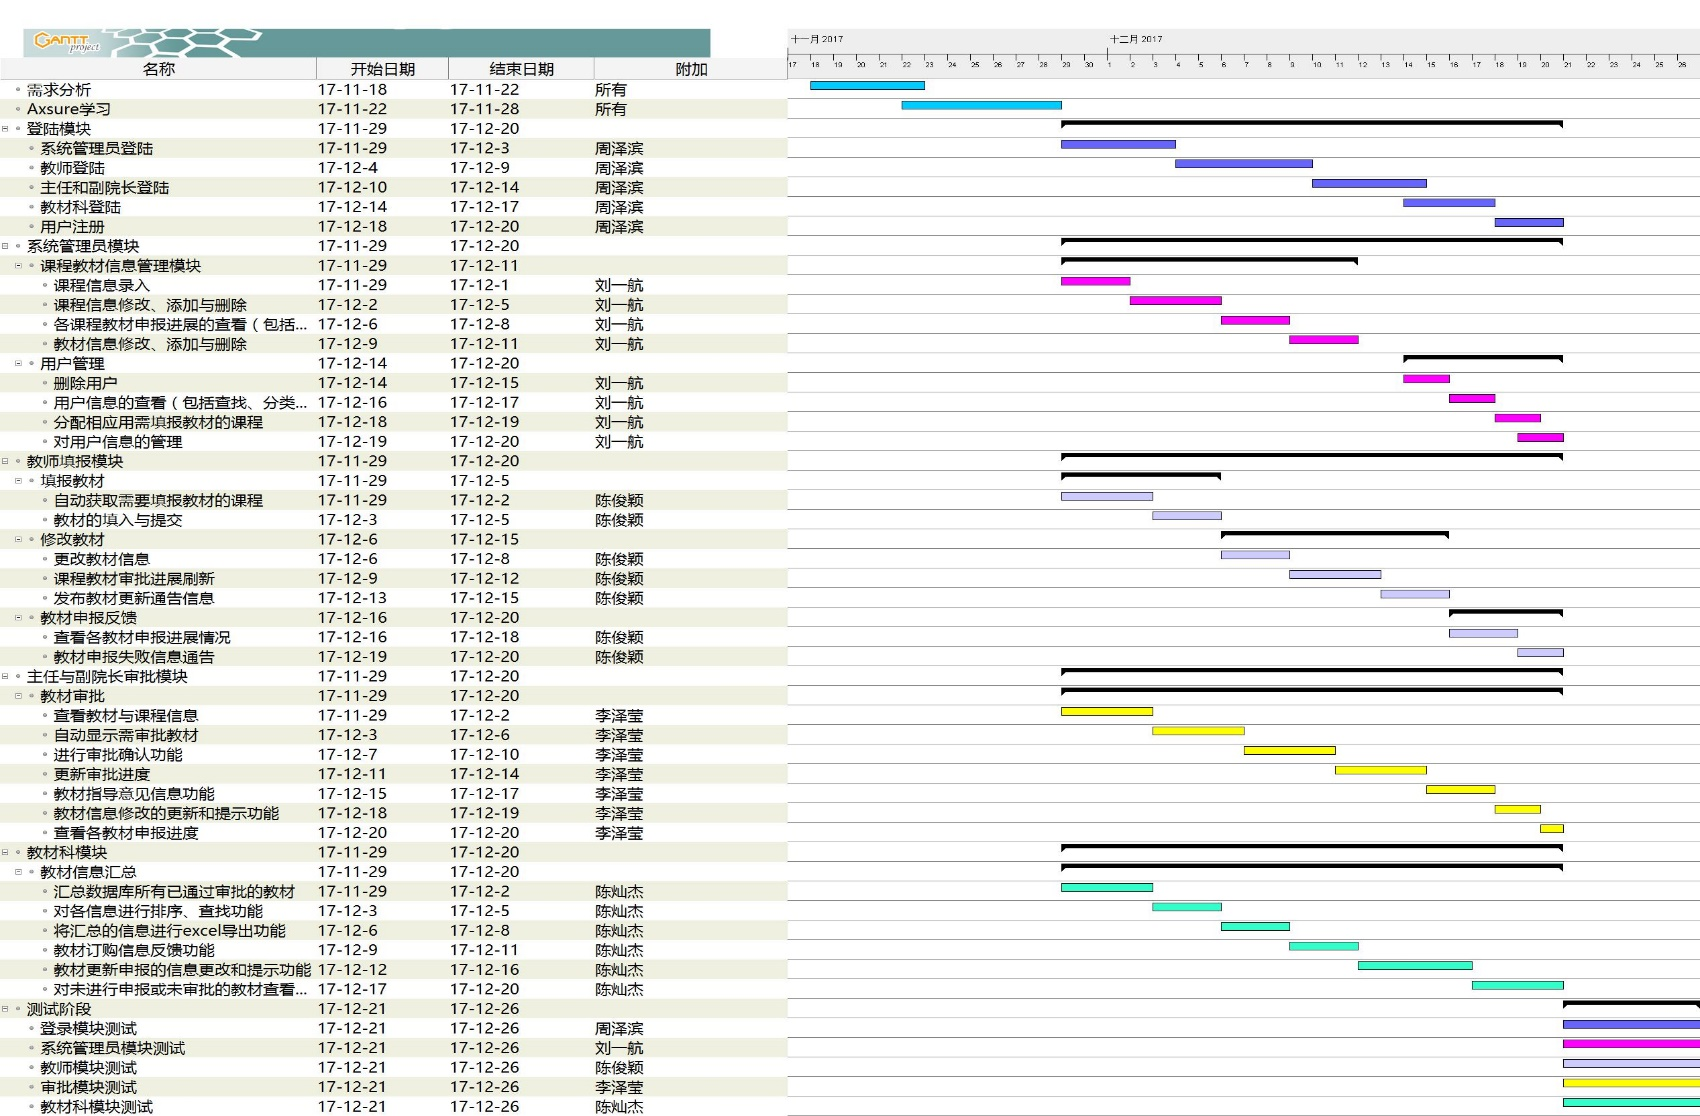 GANTT project
十一月 2017 十二月 2017
17 18 19 20 21 22 23 24 25 26 27 28 29 30 1 2 3 4 5 6 7 8 9 10 11 12 13 14 15 16 17 18 19 20 21 22 23 24 25 26
名称 开始日期 结束日期 附加
需求分析 17-11-18 17-11-22 所有
Axsure学习 17-11-22 17-11-28 所有
登陆模块 17-11-29 17-12-20
系统管理员登陆 17-11-29 17-12-3 周泽滨
教师登陆 17-12-4 17-12-9 周泽滨
主任和副院长登陆 17-12-10 17-12-14 周泽滨
教材科登陆 17-12-14 17-12-17 周泽滨
用户注册 17-12-18 17-12-20 周泽滨
系统管理员模块 17-11-29 17-12-20
课程教材信息管理模块 17-11-29 17-12-11
课程信息录入 17-11-29 17-12-1 刘一航
课程信息修改、添加与删除 17-12-2 17-12-5 刘一航
各课程教材申报进展的查看（包括... 17-12-6 17-12-8 刘一航
教材信息修改、添加与删除 17-12-9 17-12-11 刘一航
用户管理 17-12-14 17-12-20
删除用户 17-12-14 17-12-15 刘一航
用户信息的查看（包括查找、分类... 17-12-16 17-12-17 刘一航
分配相应用需填报教材的课程 17-12-18 17-12-19 刘一航
对用户信息的管理 17-12-19 17-12-20 刘一航
教师填报模块 17-11-29 17-12-20
填报教材 17-11-29 17-12-5
自动获取需要填报教材的课程 17-11-29 17-12-2 陈俊颖
教材的填入与提交 17-12-3 17-12-5 陈俊颖
修改教材 17-12-6 17-12-15
更改教材信息 17-12-6 17-12-8 陈俊颖
课程教材审批进展刷新 17-12-9 17-12-12 陈俊颖
发布教材更新通告信息 17-12-13 17-12-15 陈俊颖
教材申报反馈 17-12-16 17-12-20
查看各教材申报进展情况 17-12-16 17-12-18 陈俊颖
教材申报失败信息通告 17-12-19 17-12-20 陈俊颖
主任与副院长审批模块 17-11-29 17-12-20
教材审批 17-11-29 17-12-20
查看教材与课程信息 17-11-29 17-12-2 李泽莹
自动显示需审批教材 17-12-3 17-12-6 李泽莹
进行审批确认功能 17-12-7 17-12-10 李泽莹
更新审批进度 17-12-11 17-12-14 李泽莹
教材指导意见信息功能 17-12-15 17-12-17 李泽莹
教材信息修改的更新和提示功能 17-12-18 17-12-19 李泽莹
查看各教材申报进度 17-12-20 17-12-20 李泽莹
教材科模块 17-11-29 17-12-20
教材信息汇总 17-11-29 17-12-20
汇总数据库所有已通过审批的教材 17-11-29 17-12-2 陈灿杰
对各信息进行排序、查找功能 17-12-3 17-12-5 陈灿杰
将汇总的信息进行excel导出功能 17-12-6 17-12-8 陈灿杰
教材订购信息反馈功能 17-12-9 17-12-11 陈灿杰
教材更新申报的信息更改和提示功能 17-12-12 17-12-16 陈灿杰
对未进行申报或未审批的教材查看... 17-12-17 17-12-20 陈灿杰
测试阶段 17-12-21 17-12-26
登录模块测试 17-12-21 17-12-26 周泽滨
系统管理员模块测试 17-12-21 17-12-26 刘一航
教师模块测试 17-12-21 17-12-26 陈俊颖
审批模块测试 17-12-21 17-12-26 李泽莹
教材科模块测试 17-12-21 17-12-26 陈灿杰